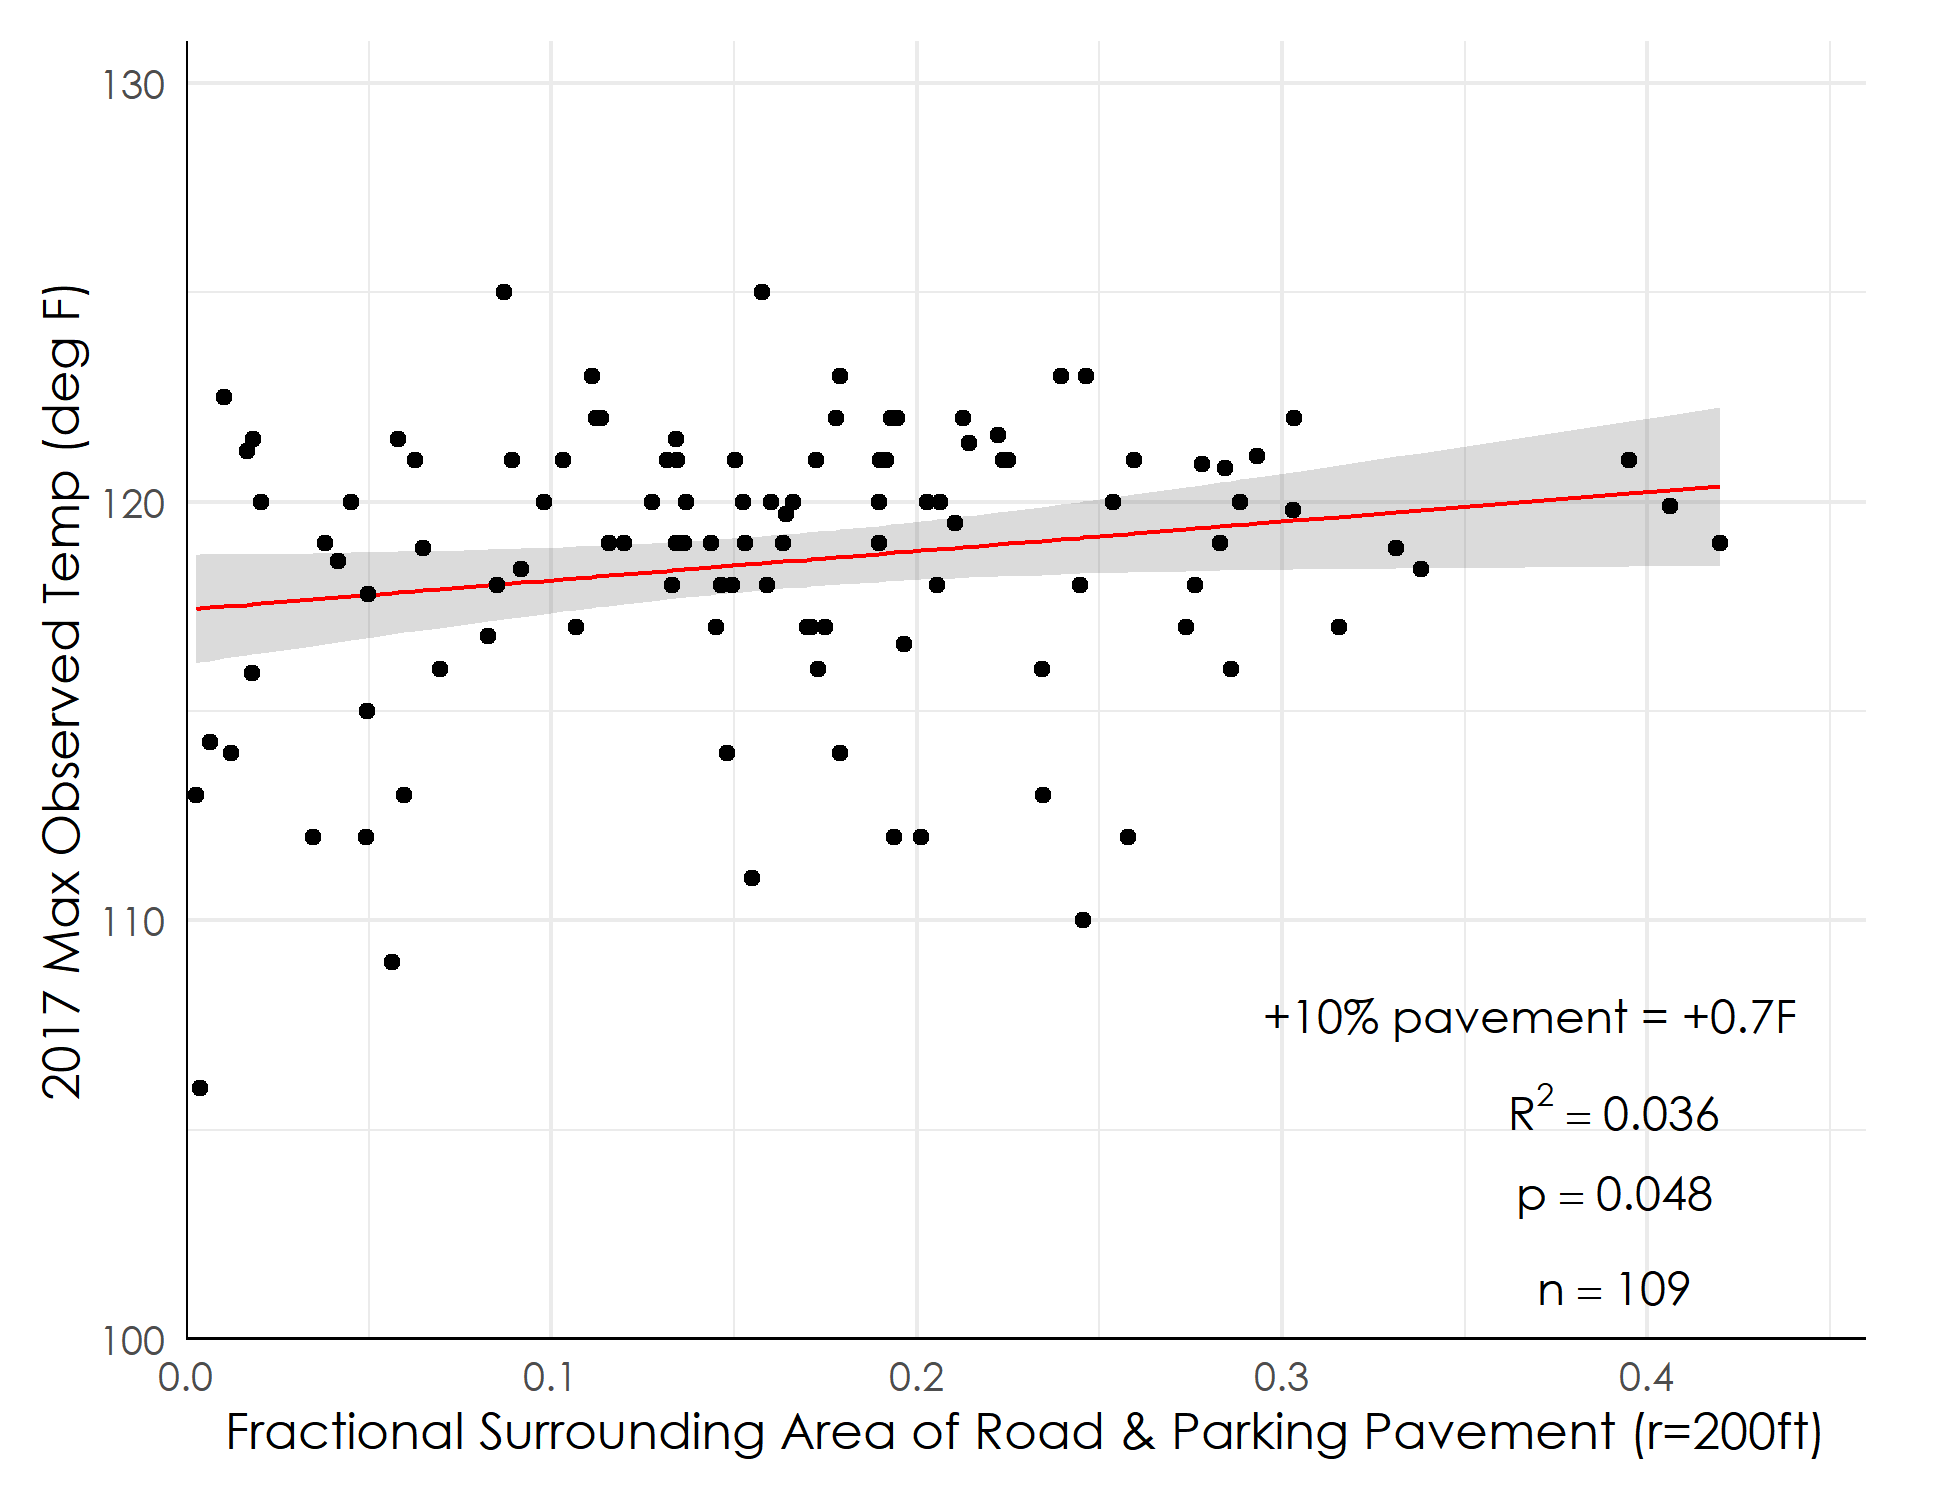 2017 Max Observed Temp (deg F)
130
120
110
100
+10% pavement = +0.7F
R² = 0.036
p = 0.048
n = 109
0.0 0.1 0.2 0.3 0.4
Fractional Surrounding Area of Road & Parking Pavement (r=200ft)